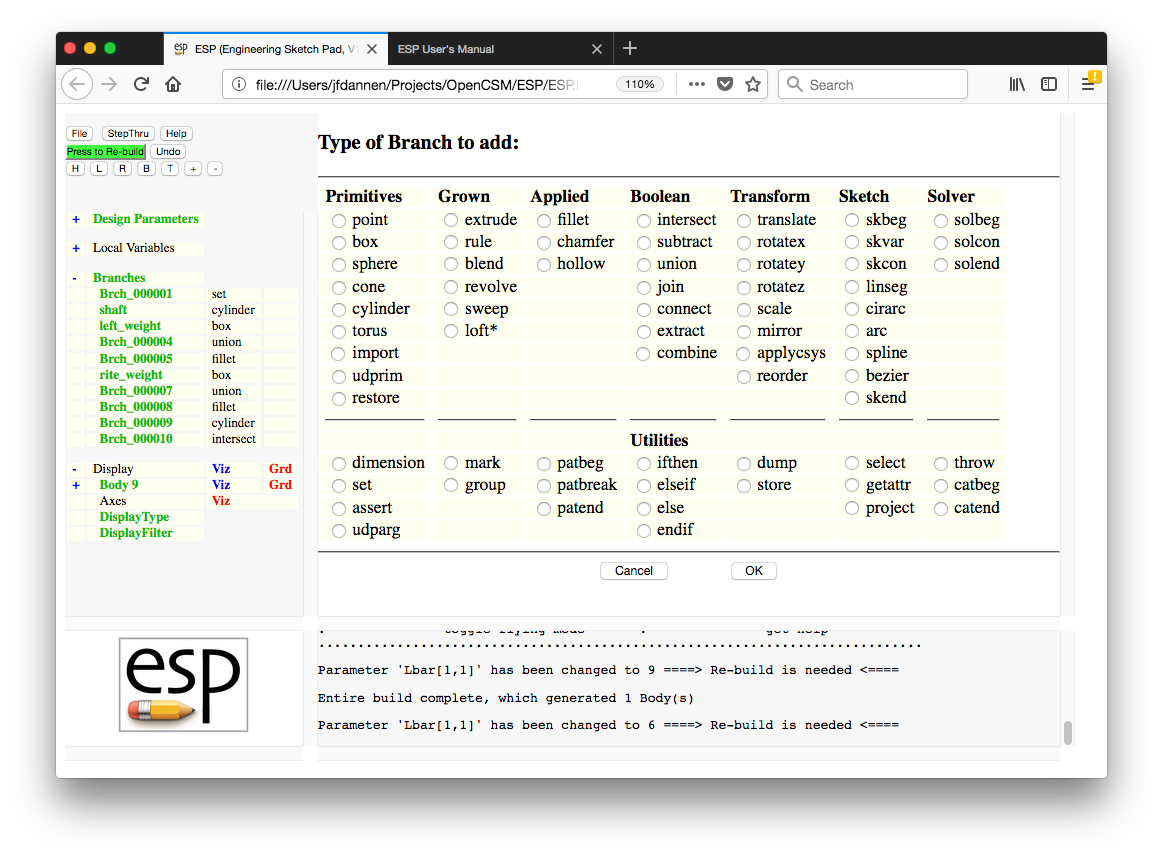 ESP (Engineering Sketch Pad, V1
ESP User's Manual
file:///Users/jfdannen/Projects/OpenCSM/ESP/ESP.
110%
Search
File StepThru Help
Press to Re-build Undo
H L R B T + -
+ Design Parameters
+ Local Variables
- Branches
Brch_000001 set
shaft cylinder
left_weight box
Brch_000004 union
Brch_000005 fillet
rite_weight box
Brch_000007 union
Brch_000008 fillet
Brch_000009 cylinder
Brch_000010 intersect
- Display Viz Grd
+ Body 9 Viz Grd
Axes Viz
DisplayType
DisplayFilter
Type of Branch to add:
Primitives Grown Applied Boolean Transform Sketch Solver
point extrude fillet intersect translate skbeg solbeg
box rule chamfer subtract rotatex skvar solcon
sphere blend hollow union rotatey skcon solend
cone revolve join rotatez linseg
cylinder sweep connect scale cirarc
torus loft* extract mirror arc
import combine applycsys spline
udprim reorder bezier
restore skend
Utilities
dimension mark patbeg ifthen dump select throw
set group patbreak elseif store getattr catbeg
assert patend else project catend
udparg endif
Cancel OK
esp
toggle flying mode get help
Parameter 'Lbar[1,1]' has been changed to 9 ====> Re-build is needed <====
Entire build complete, which generated 1 Body(s)
Parameter 'Lbar[1,1]' has been changed to 6 ====> Re-build is needed <====